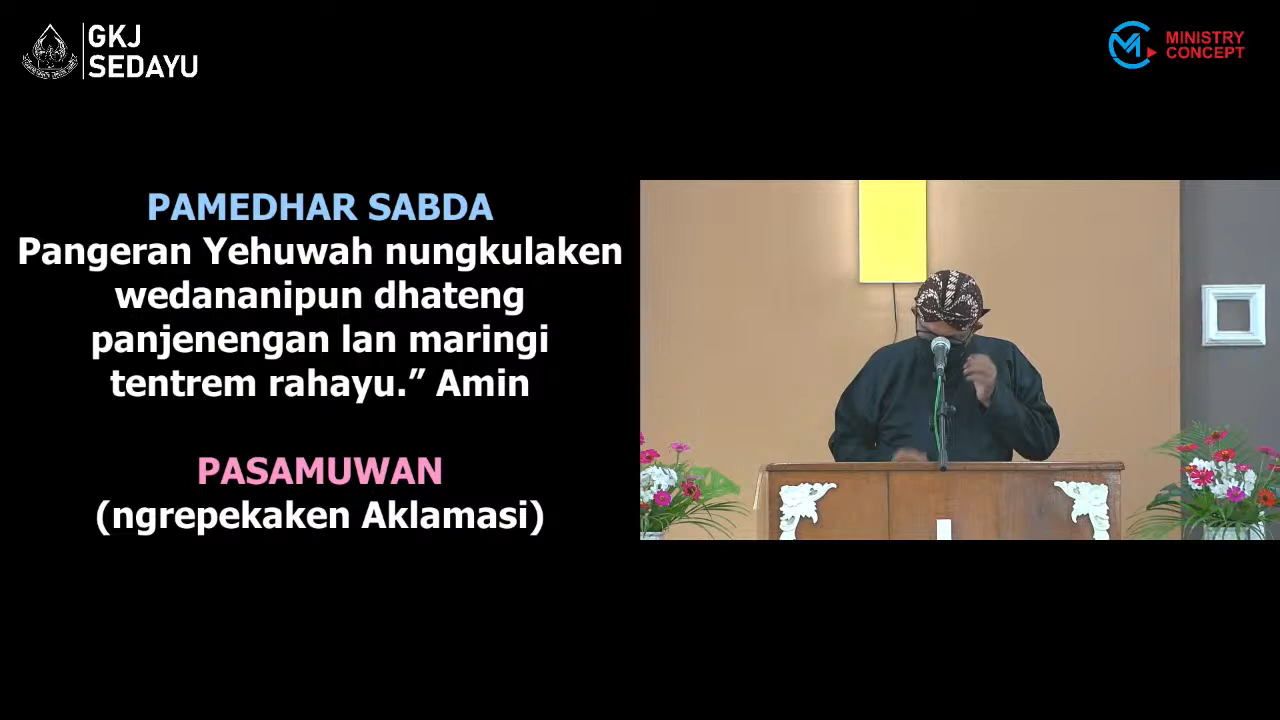 GKJ
SEDAYU
MINISTRY
CONCEPT
PAMEDHAR SABDA
Pangeran Yehuwah nungkulaken
wedananipun dhateng
panjenengan lan maringi
tentrem rahayu.” Amin
PASAMUWAN
(ngrepekaken Aklamasi)